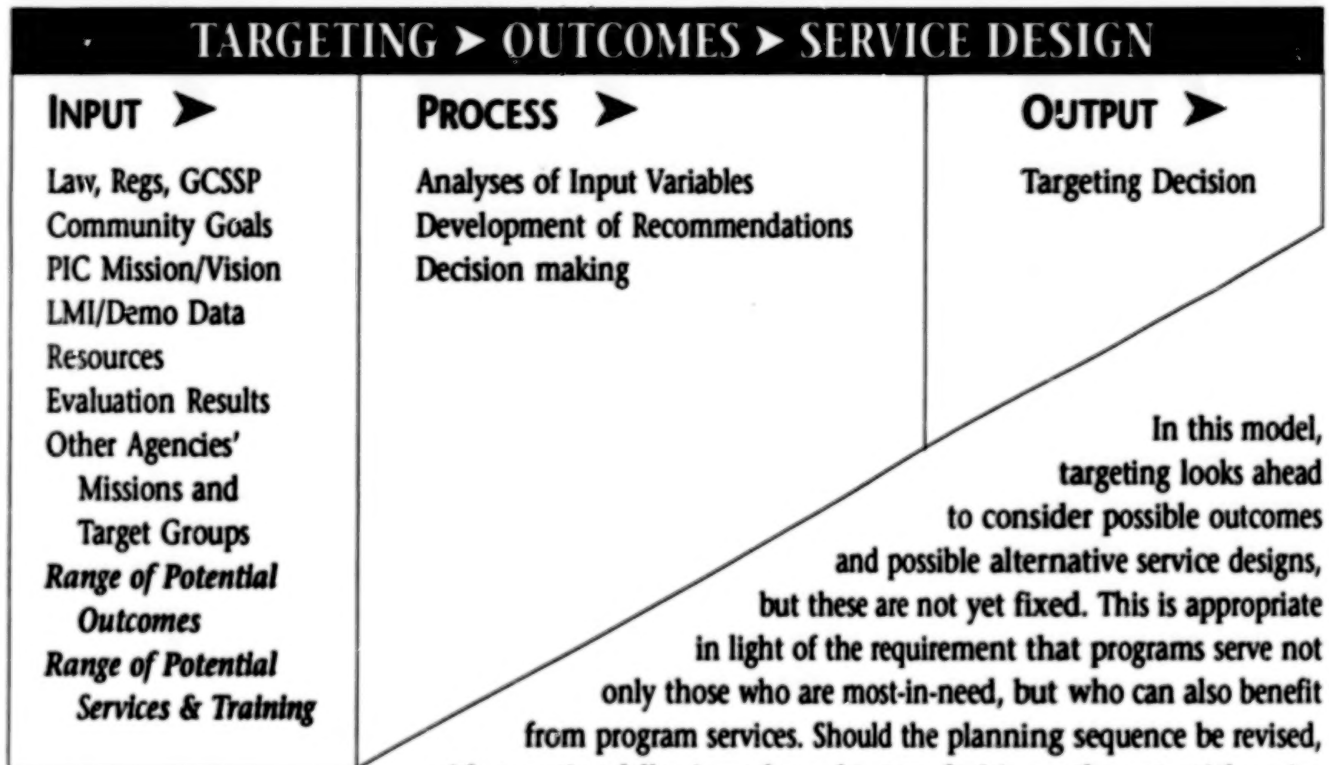 TARGETING ➤ OUTCOMES ➤ SERVICE DESIGN
INPUT ➤
Law, Regs, GCSSP
Community Goals
PIC Mission/Vision
LMI/Demo Data
Resources
Evaluation Results
Other Agencies'
Missions and
Target Groups
Range of Potential
Outcomes
Range of Potential
Services & Training
PROCESS ➤
Analyses of Input Variables
Development of Recommendations
Decision making
OUTPUT ➤
Targeting Decision
In this model,
targeting looks ahead
to consider possible outcomes
and possible alternative service designs,
but these are not yet fixed. This is appropriate
in light of the requirement that programs serve not
only those who are most-in-need, but who can also benefit
from program services. Should the planning sequence be revised,